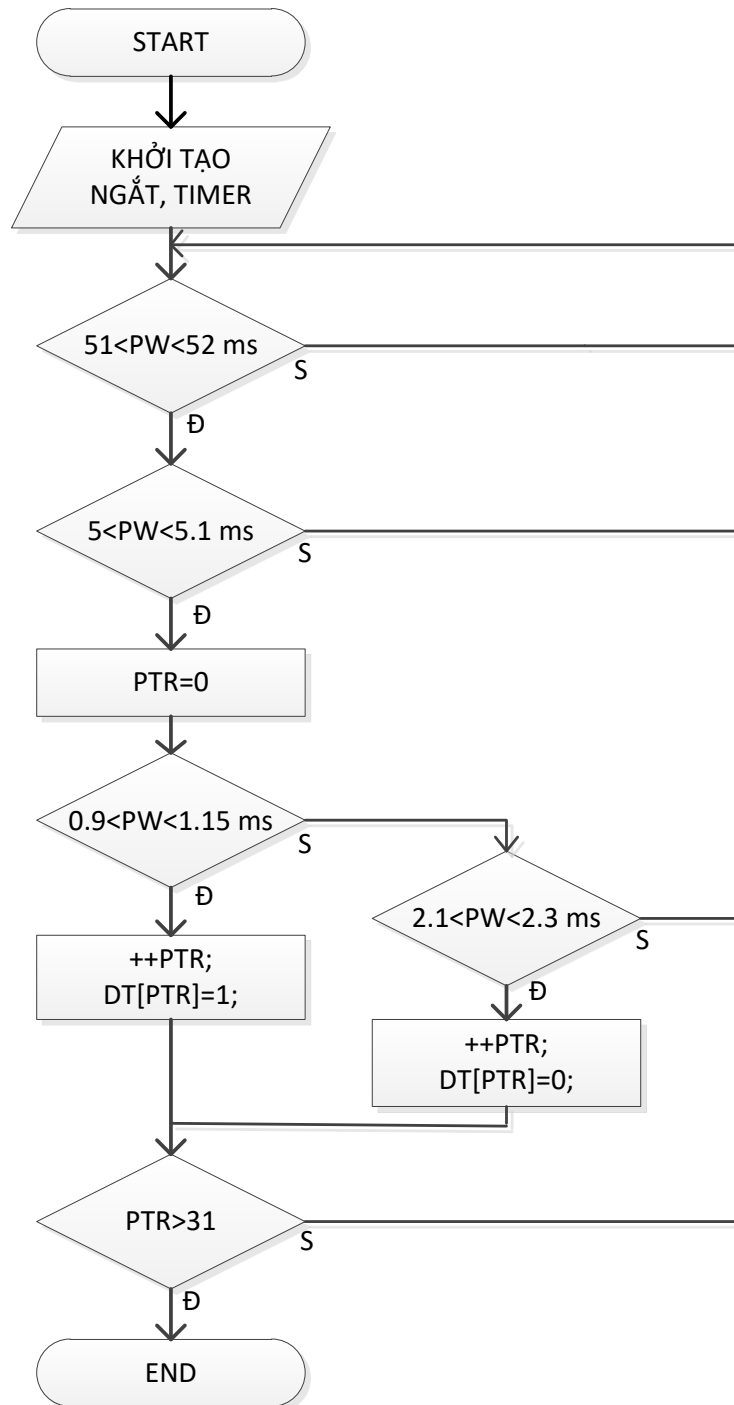 START
KHỞI TẠO
NGẮT, TIMER
51<PW<52 ms
S
Đ
5<PW<5.1 ms
S
Đ
PTR=0
0.9<PW<1.15 ms
S
Đ
2.1<PW<2.3 ms
S
Đ
++PTR;
DT[PTR]=1;
++PTR;
DT[PTR]=0;
PTR>31
S
Đ
END